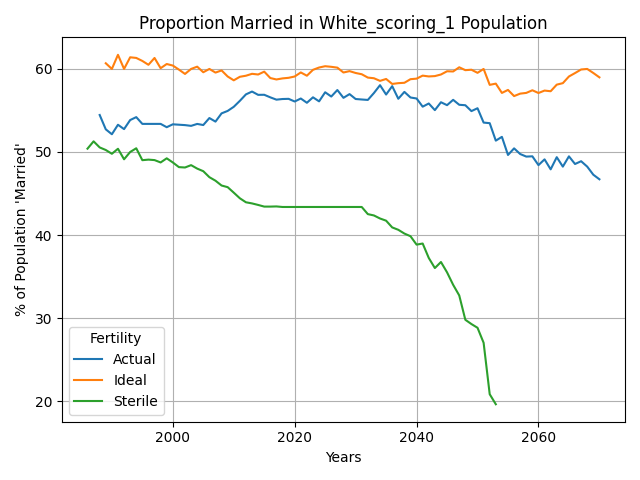 Proportion Married in White_scoring_1 Population
% of Population 'Married'
60
50
40
30
20
Fertility
Actual
Ideal
Sterile
2000 2020 2040 2060
Years